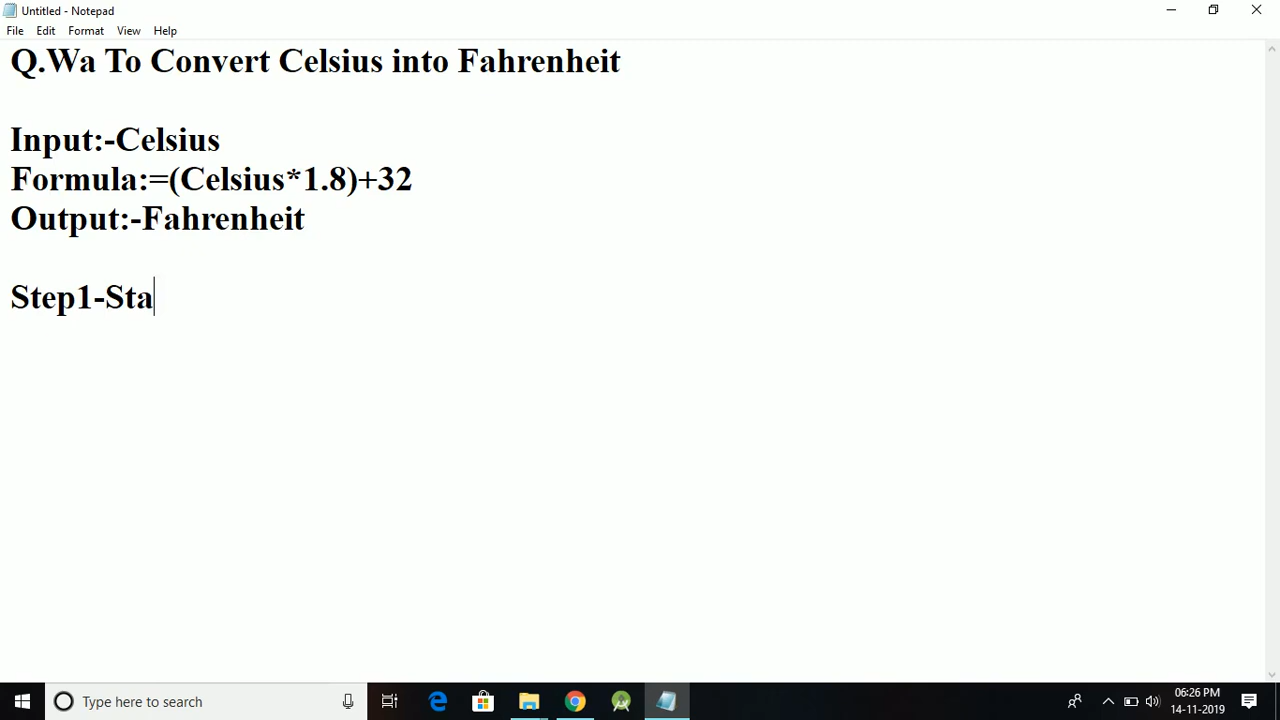 Untitled - Notepad
File Edit Format View Help
Q.Wa To Convert Celsius into Fahrenheit
Input:-Celsius
Formula:=(Celsius*1.8)+32
Output:-Fahrenheit
Step1-Sta
Type here to search
06:26 PM
14-11-2019